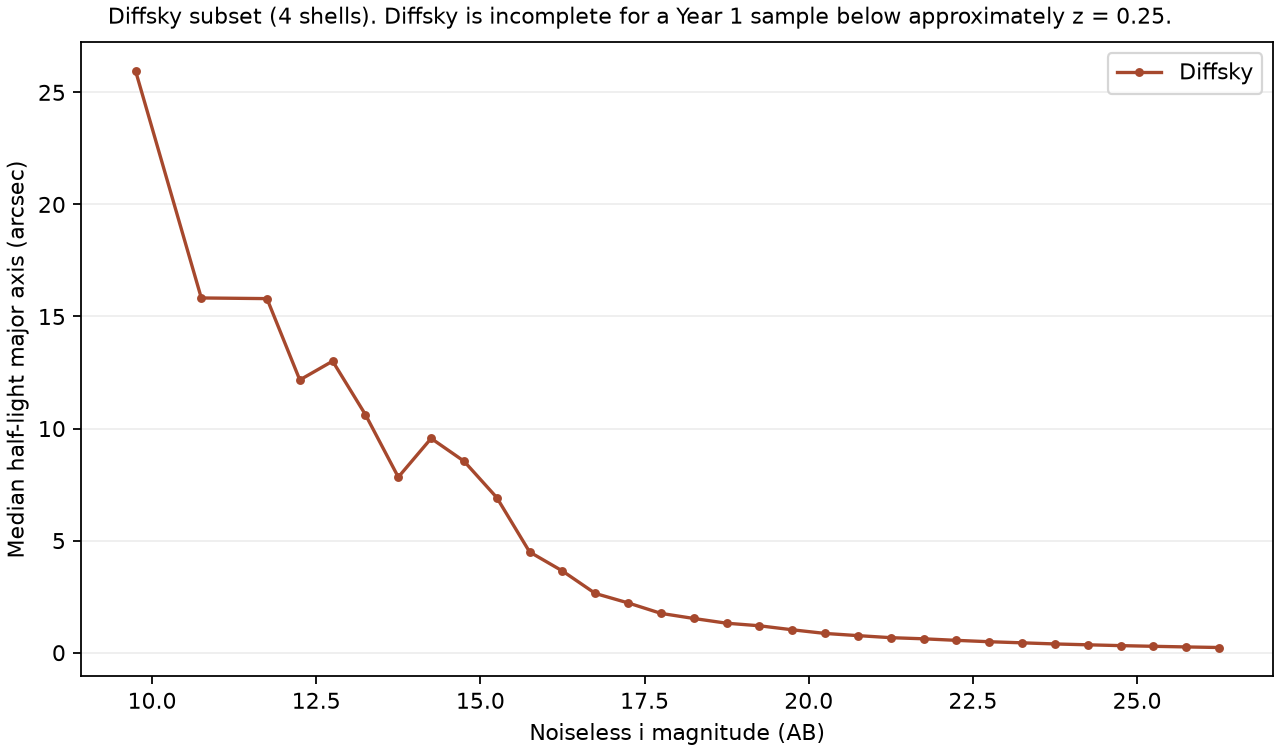 Diffsky subset (4 shells). Diffsky is incomplete for a Year 1 sample below approximately z = 0.25.
Diffsky
Median half-light major axis (arcsec)
25
20
15
10
5
0
10.0 12.5 15.0 17.5 20.0 22.5 25.0
Noiseless i magnitude (AB)